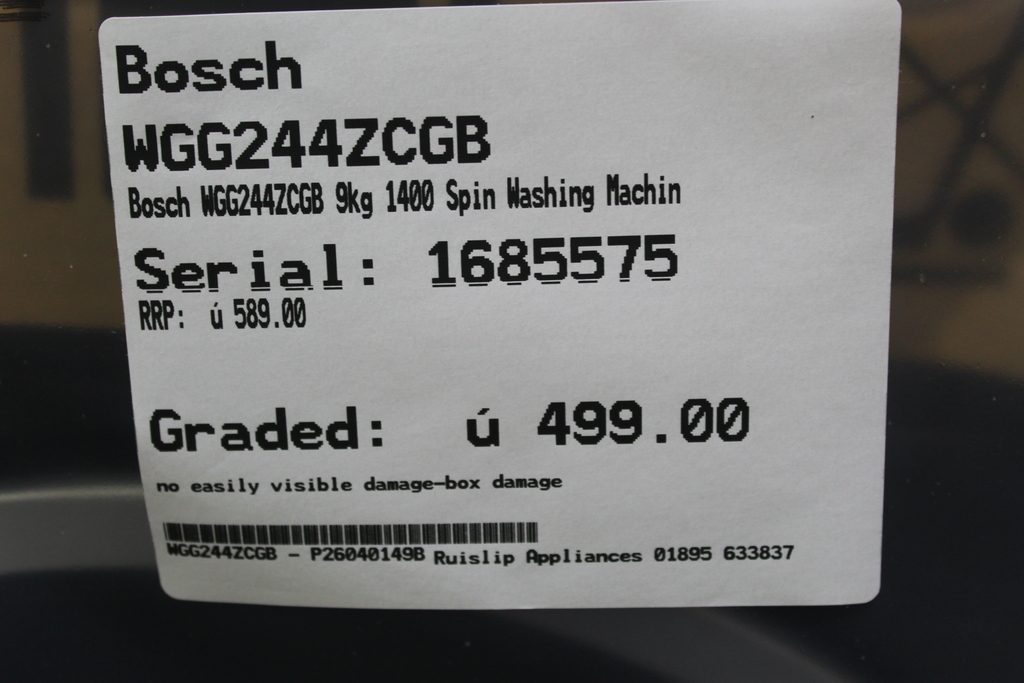 Bosch
WGG244ZCGB
Bosch WGG244ZCGB 9kg 1400 Spin Washing Machin
Serial: 1685575
RRP: ú 589.00
Graded: ú 499.00
no easily visible damage-box damage
WGG244ZCGB - P26040149B Ruislip Appliances 01895 633837